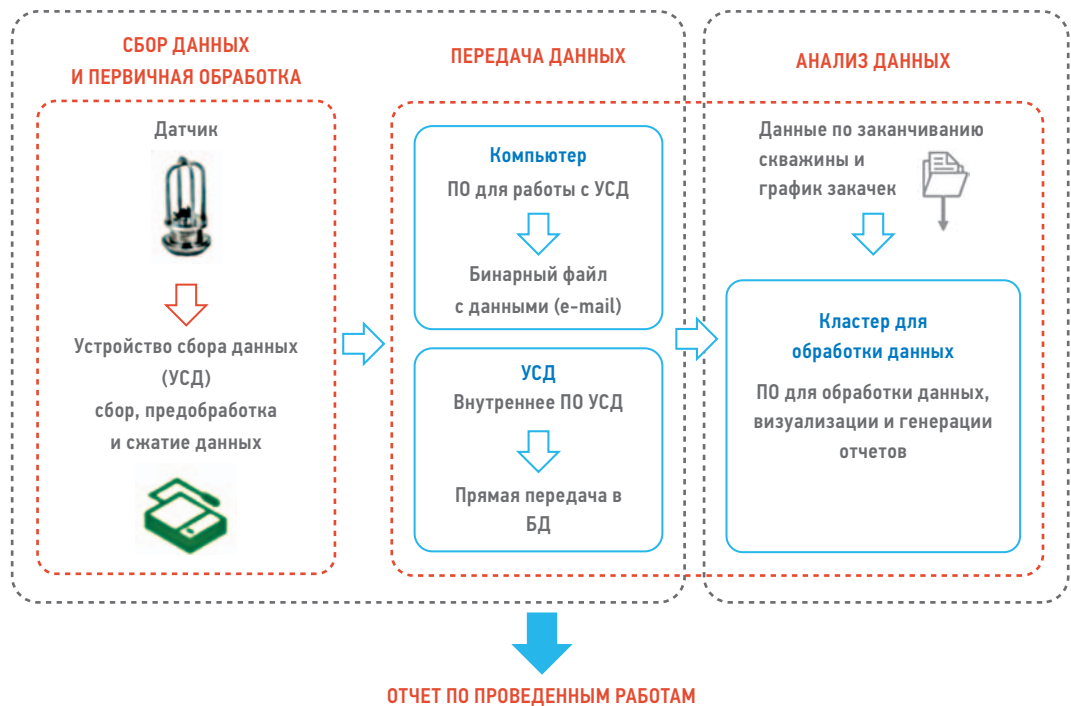 СБОР ДАННЫХ
И ПЕРВИЧНАЯ ОБРАБОТКА
Датчик
Устройство сбора данных
(УСД)
сбор, предобработка
и сжатие данных
ПЕРЕДАЧА ДАННЫХ
Компьютер
ПО для работы с УСД
Бинарный файл
с данными (e-mail)
УСД
Внутреннее ПО УСД
Прямая передача в
БД
АНАЛИЗ ДАННЫХ
Данные по заканчиванию
скважины и
график закачек
Кластер для
обработки данных
ПО для обработки данных,
визуализации и генерации
отчетов
ОТЧЕТ ПО ПРОВЕДЕННЫМ РАБОТАМ